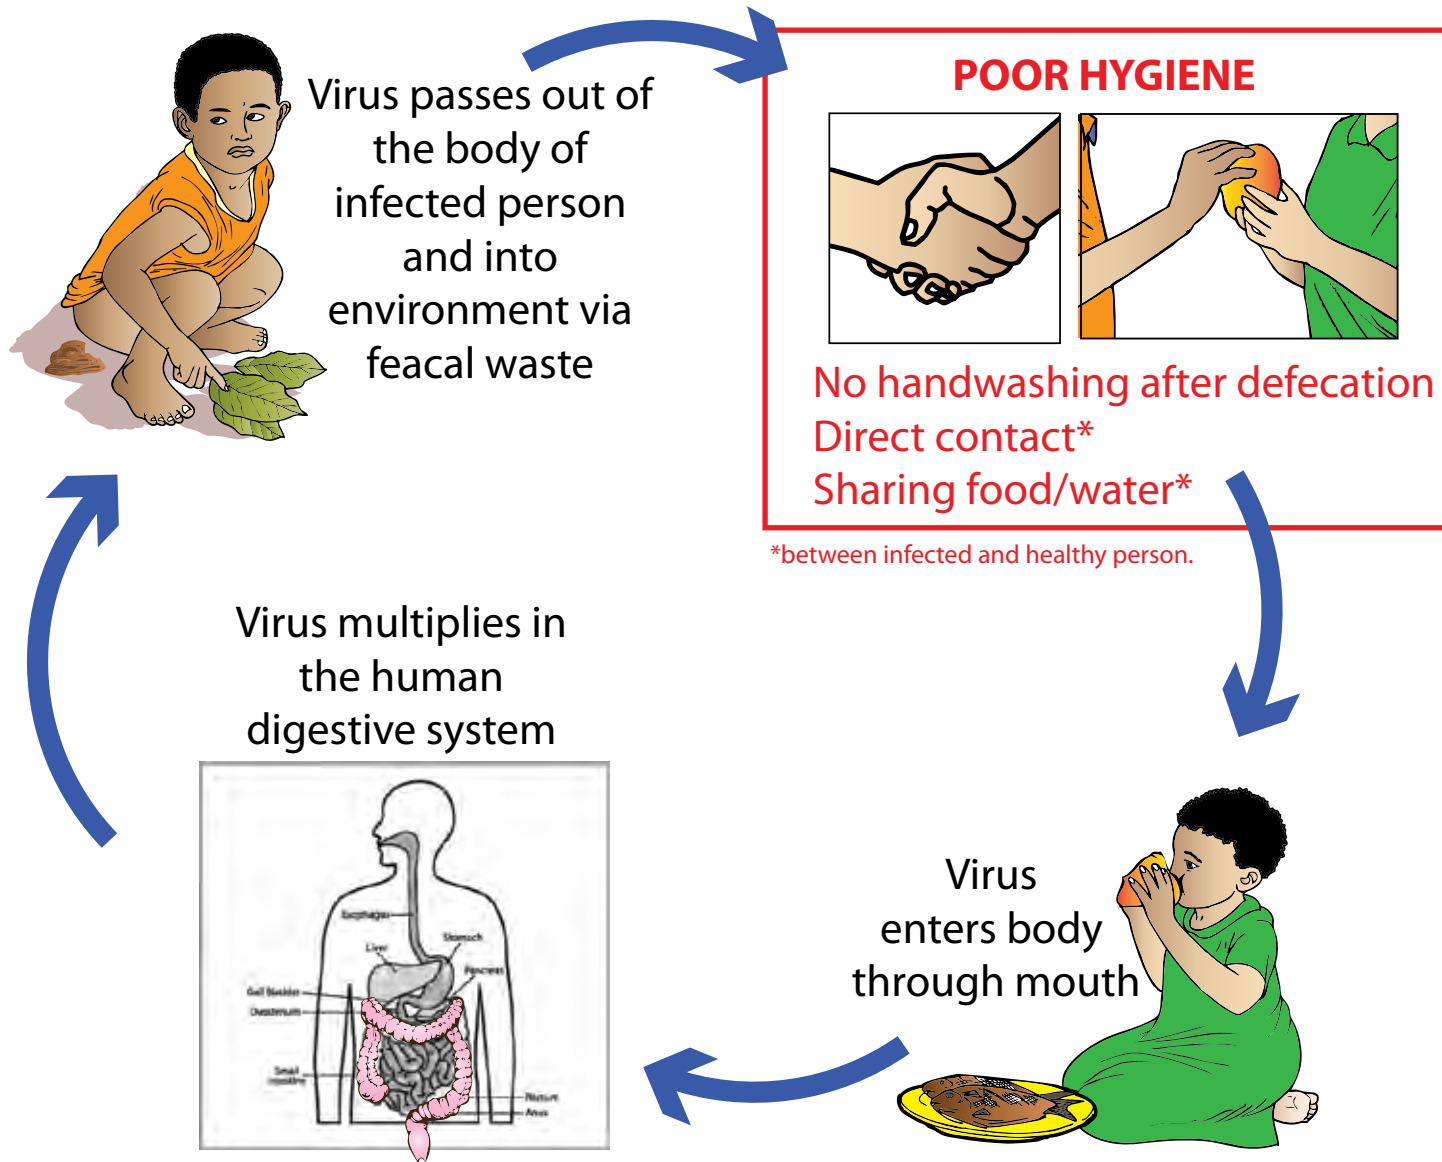 Virus passes out of
the body of
infected person
and into
environment via
feacal waste
POOR HYGIENE
No handwashing after defecation
Direct contact*
Sharing food/water*
*between infected and healthy person.
Virus
enters body
through mouth
Virus multiplies in
the human
digestive system
Esophagus
Liver
Stomach
Pancreas
Gall Bladder
Duodenum
Small
Intestine
Rectum
Anus